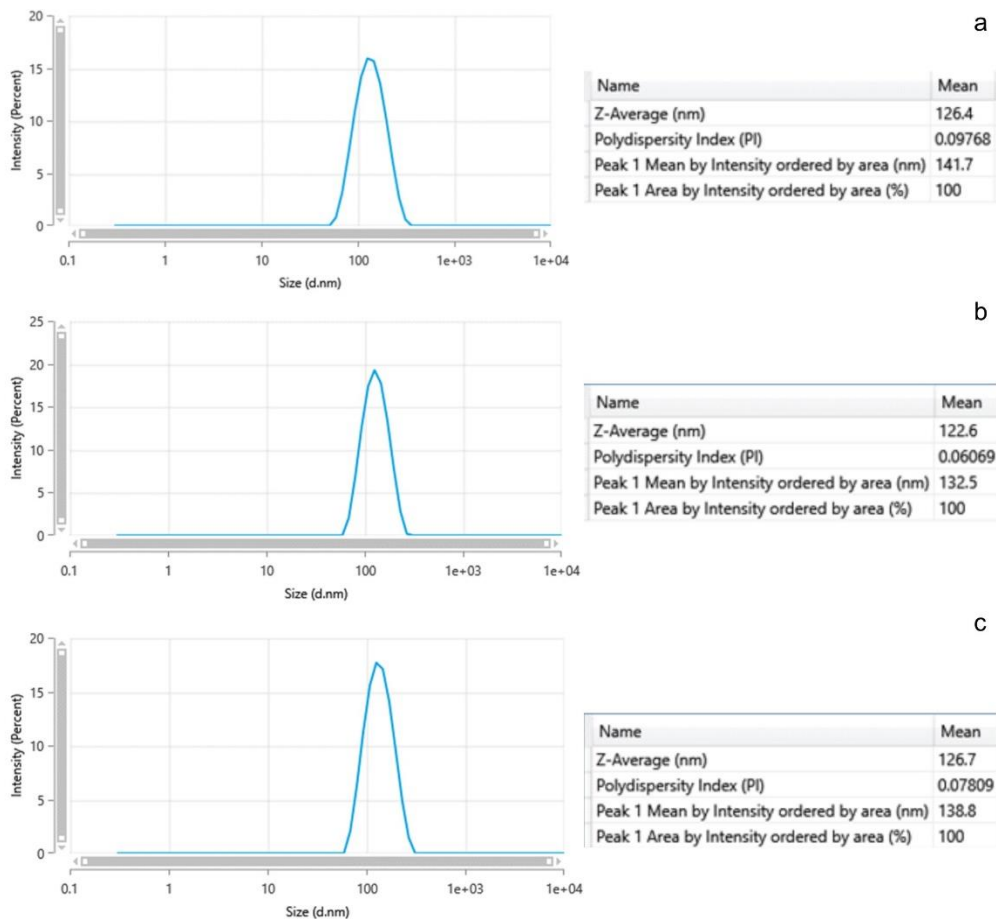 a
20
15
10
5
0
Intensity (Percent)
0.1 1 10 100 1e+03 1e+04
Size (d.nm)
Name Mean
Z-Average (nm) 126.4
Polydispersity Index (PI) 0.09768
Peak 1 Mean by Intensity ordered by area (nm) 141.7
Peak 1 Area by Intensity ordered by area (%) 100
b
25
20
15
10
5
0
Intensity (Percent)
0.1 1 10 100 1e+03 1e+04
Size (d.nm)
Name Mean
Z-Average (nm) 122.6
Polydispersity Index (PI) 0.06069
Peak 1 Mean by Intensity ordered by area (nm) 132.5
Peak 1 Area by Intensity ordered by area (%) 100
c
20
15
10
5
0
Intensity (Percent)
0.1 1 10 100 1e+03 1e+04
Size (d.nm)
Name Mean
Z-Average (nm) 126.7
Polydispersity Index (PI) 0.07809
Peak 1 Mean by Intensity ordered by area (nm) 138.8
Peak 1 Area by Intensity ordered by area (%) 100